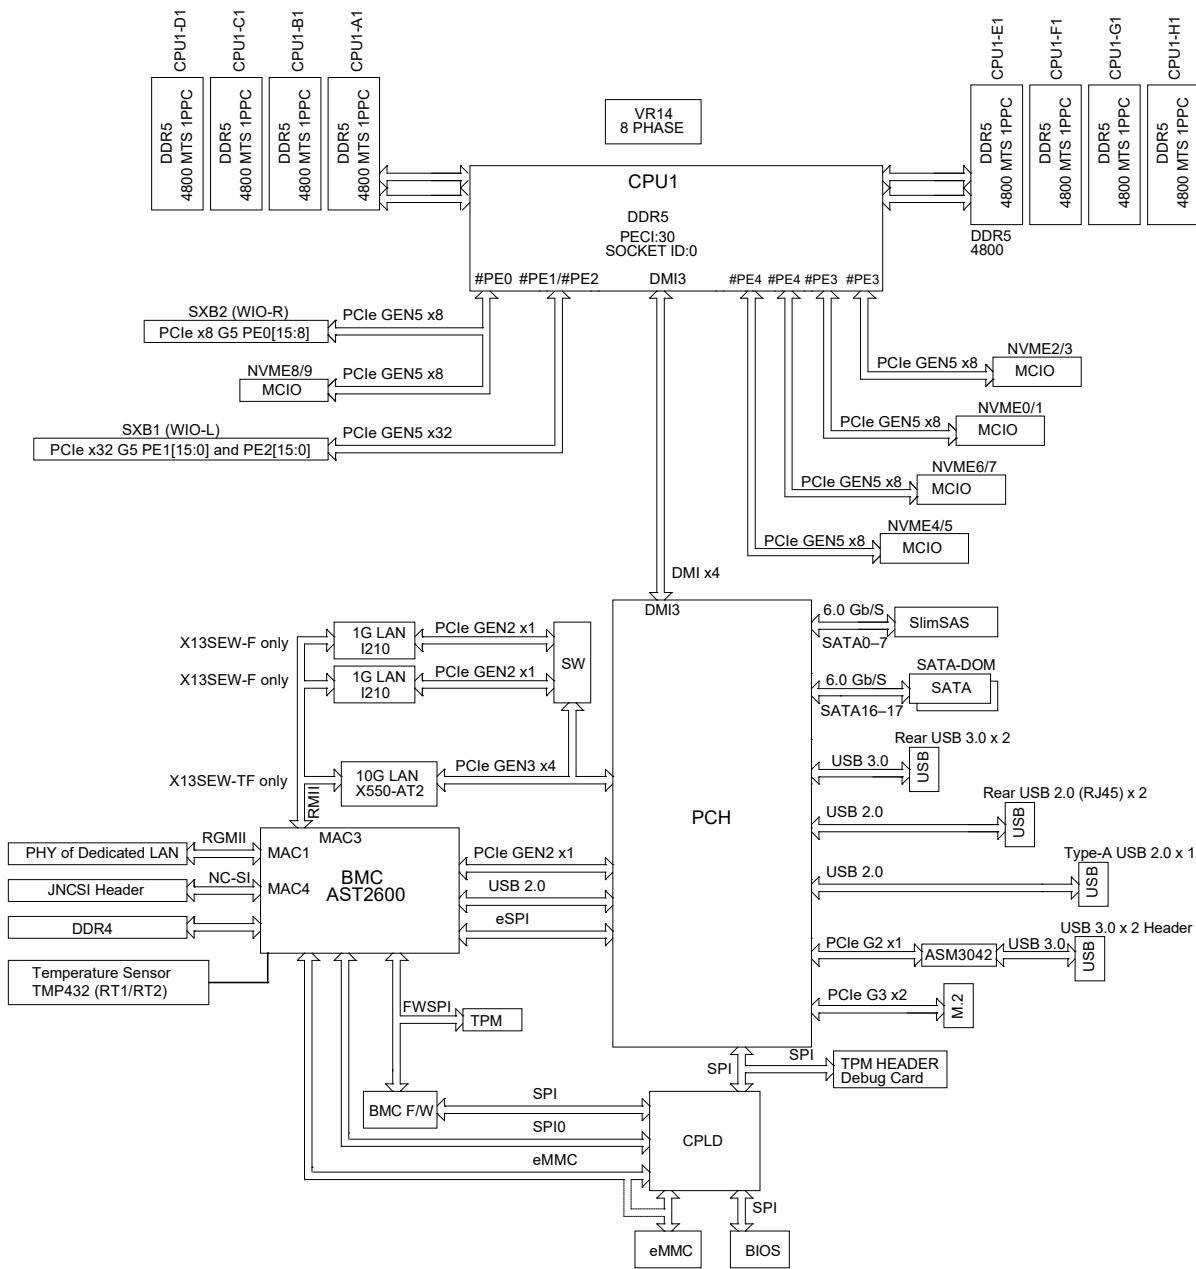 CPU1-D1
CPU1-C1
CPU1-B1
CPU1-A1
CPU1-E1
CPU1-F1
CPU1-G1
CPU1-H1
DDR5
4800 MTS 1PPC
DDR5
4800 MTS 1PPC
DDR5
4800 MTS 1PPC
DDR5
4800 MTS 1PPC
DDR5
4800 MTS 1PPC
DDR5
4800 MTS 1PPC
DDR5
4800 MTS 1PPC
DDR5
4800 MTS 1PPC
VR14
8 PHASE
CPU1
DDR5
PECI:30
SOCKET ID:0
DDR5
4800
#PE0
#PE1/#PE2
DMI3
#PE4
#PE4
#PE3
#PE3
SXB2 (WIO-R)
PCIe x8 G5 PE0[15:8]
PCIe GEN5 x8
NVME8/9
MCIO
PCIe GEN5 x8
SXB1 (WIO-L)
PCIe x32 G5 PE1[15:0] and PE2[15:0]
PCIe GEN5 x32
NVME2/3
PCIe GEN5 x8
MCIO
NVME0/1
PCIe GEN5 x8
MCIO
NVME6/7
PCIe GEN5 x8
MCIO
NVME4/5
PCIe GEN5 x8
MCIO
DMI x4
DMI3
PCH
X13SEW-F only
1G LAN
I210
PCIe GEN2 x1
SW
X13SEW-F only
1G LAN
I210
PCIe GEN2 x1
X13SEW-TF only
10G LAN
X550-AT2
PCIe GEN3 x4
RMII
6.0 Gb/S
SATA0–7
SlimSAS
SATA-DOM
6.0 Gb/S
SATA16–17
SATA
Rear USB 3.0 x 2
USB 3.0
USB
Rear USB 2.0 (RJ45) x 2
USB 2.0
USB
Type-A USB 2.0 x 1
USB 2.0
USB
USB 3.0 x 2 Header
PCIe G2 x1
ASM3042
USB 3.0
USB
PCIe G3 x2
M.2
PHY of Dedicated LAN
RGMII
MAC1
MAC3
JNCSI Header
NC-SI
MAC4
BMC
AST2600
DDR4
Temperature Sensor
TMP432 (RT1/RT2)
PCIe GEN2 x1
USB 2.0
eSPI
FWSPI
TPM
BMC F/W
SPI
SPI0
eMMC
CPLD
SPI
SPI
TPM HEADER
Debug Card
SPI
eMMC
BIOS